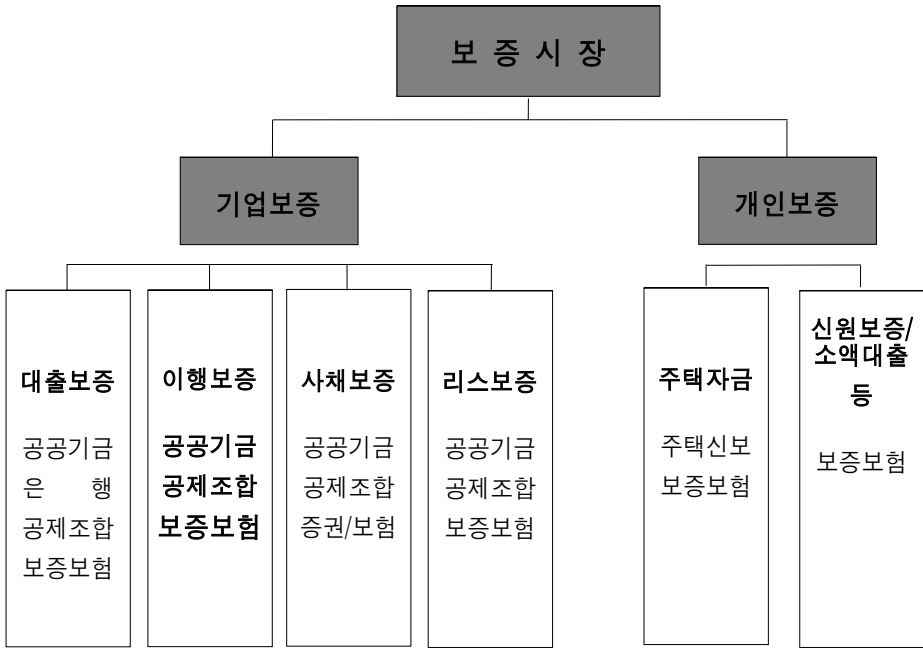 보 증 시 장
기업보증
개인보증
대출보증
공공기금
은 행
공제조합
보증보험
이행보증
공공기금
공제조합
보증보험
사채보증
공공기금
공제조합
증권/보험
리스보증
공공기금
공제조합
보증보험
주택자금
주택신보
보증보험
신원보증/
소액대출
등
보증보험